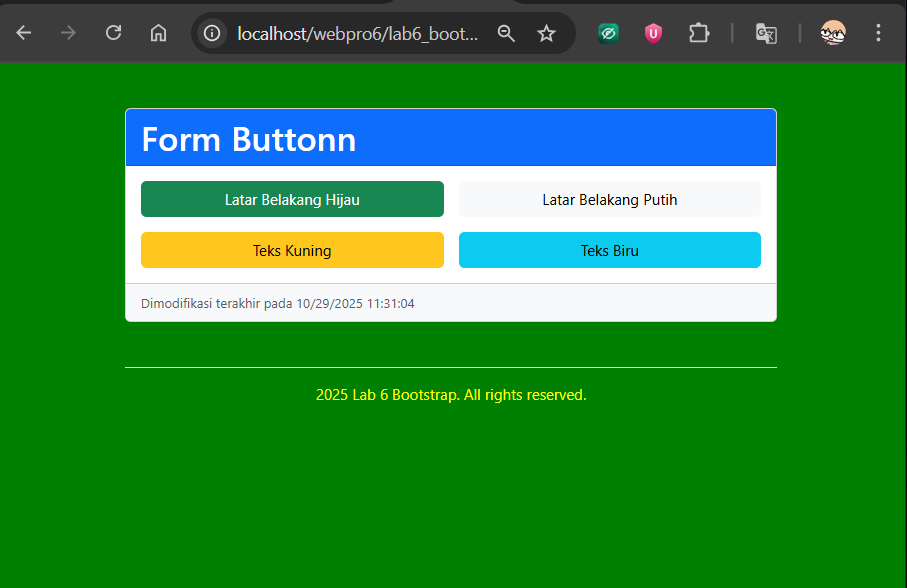 localhost/webpro6/lab6_boot...
Form Buttonn
Latar Belakang Hijau
Latar Belakang Putih
Teks Kuning
Teks Biru
Dimodifikasi terakhir pada 10/29/2025 11:31:04
2025 Lab 6 Bootstrap. All rights reserved.